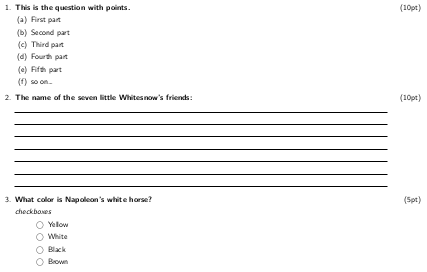 1. This is the question with points. (10pt)
(a) First part
(b) Second part
(c) Third part
(d) Fourth part
(e) Fifth part
(f) so on...
2. The name of the seven little Whitesnow's friends: (10pt)
3. What color is Napoleon's white horse? (5pt)
checkboxes
Yellow
White
Black
Brown